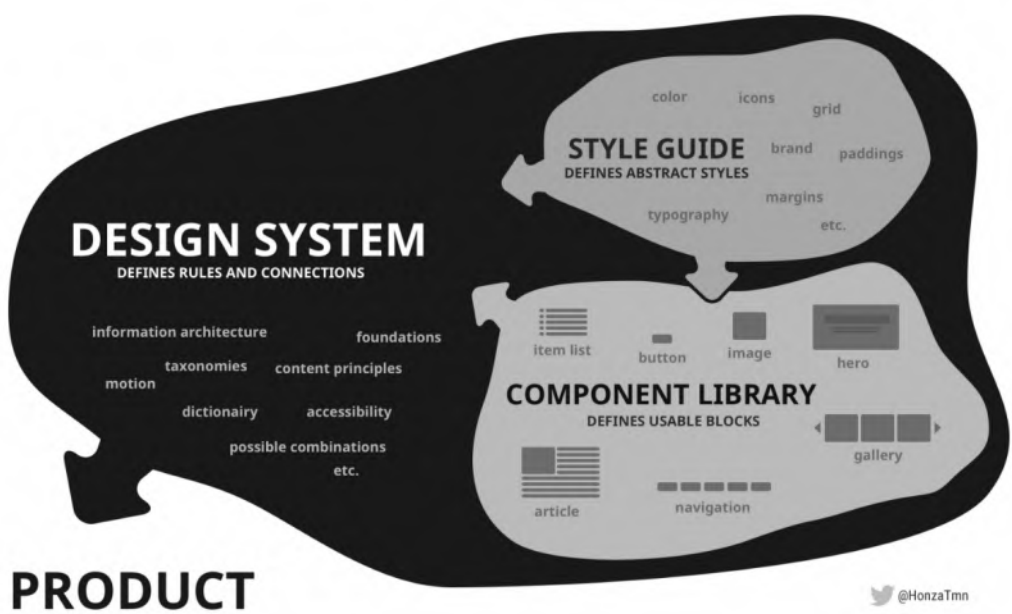 color
icons
grid
STYLE GUIDE
brand
paddings
DEFINES ABSTRACT STYLES
margins
typography
etc.
DESIGN SYSTEM
DEFINES RULES AND CONNECTIONS
information architecture
foundations
taxonomies
content principles
motion
dictionairy
accessibility
possible combinations
etc.
item list
button
image
hero
COMPONENT LIBRARY
DEFINES USABLE BLOCKS
gallery
article
navigation
PRODUCT
@HonzaTmn